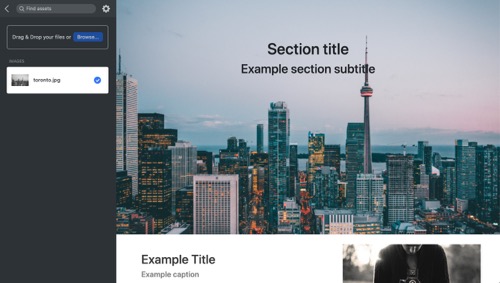 Find assets
Drag & Drop your files or Browse...
IMAGES
toronto.jpg
Section title
Example section subtitle
Example Title
Example caption